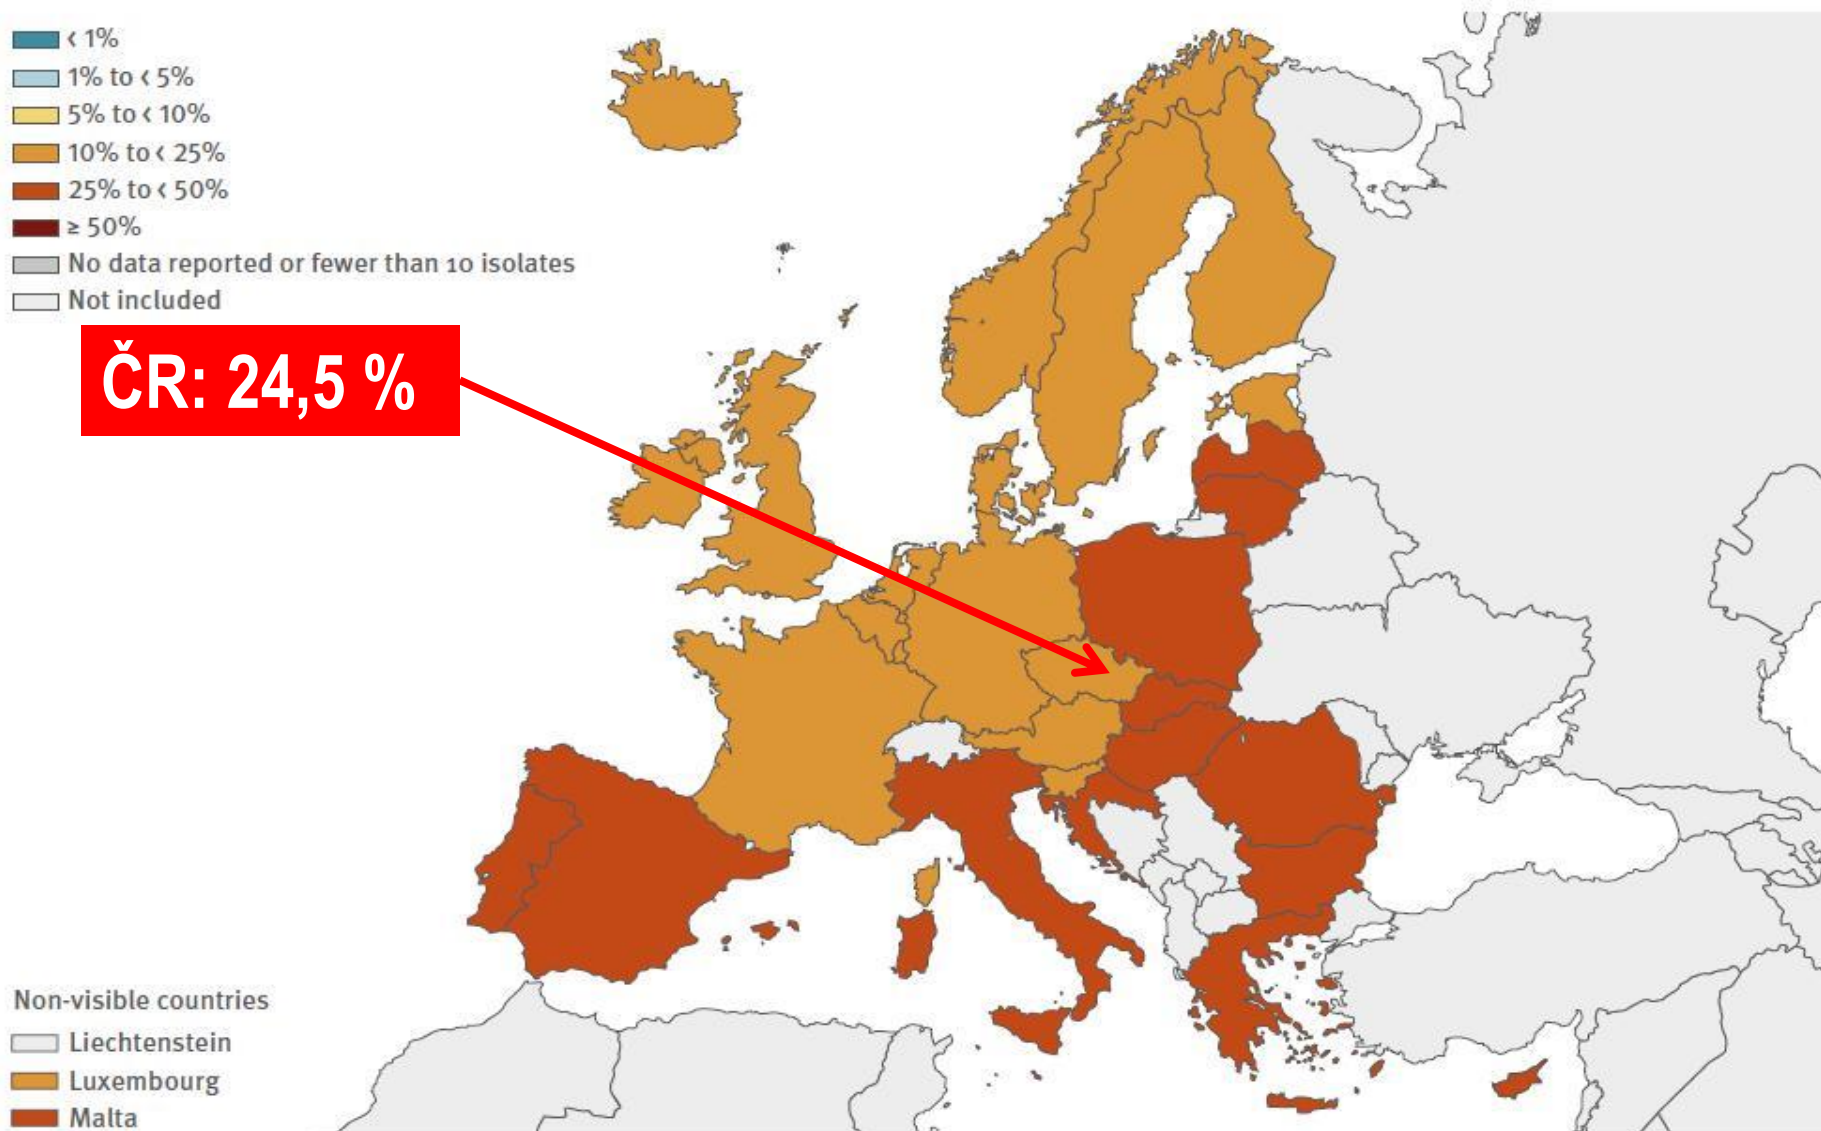 < 1%
1% to < 5%
5% to < 10%
10% to < 25%
25% to < 50%
≥ 50%
No data reported or fewer than 10 isolates
Not included
ČR: 24,5 %
Non-visible countries
Liechtenstein
Luxembourg
Malta